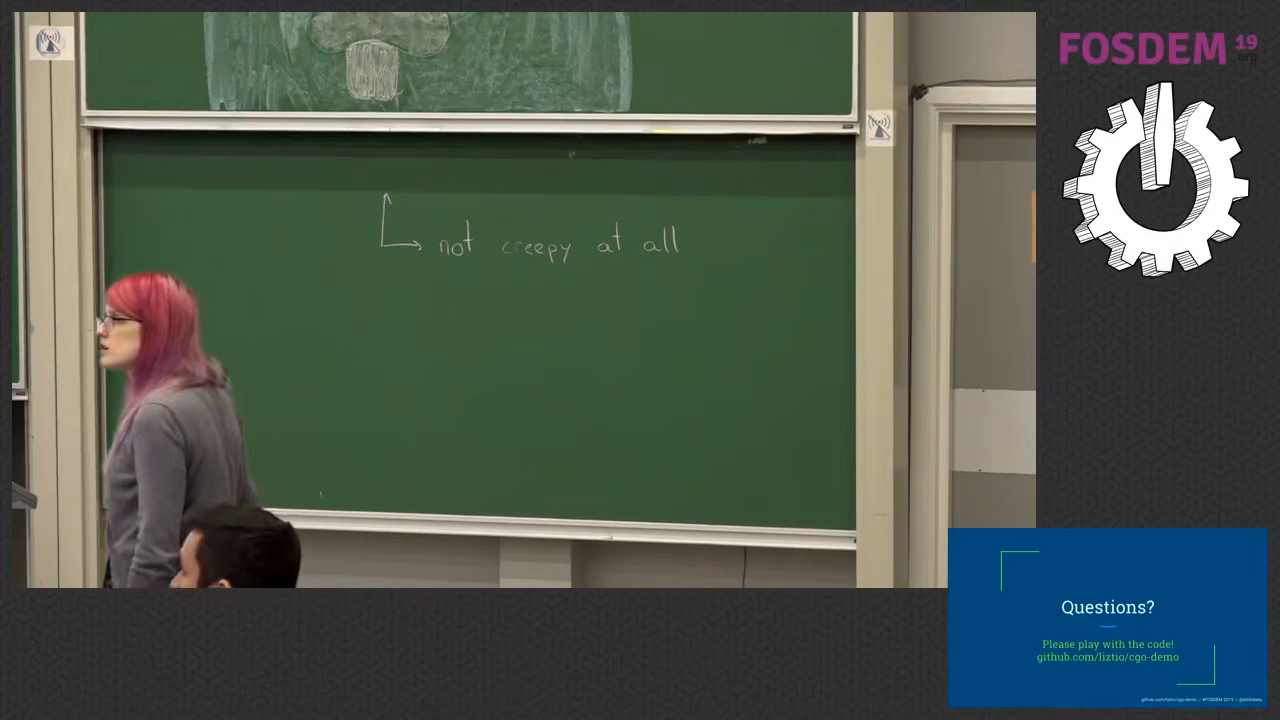 FOSDEM 19
.org
not creepy at all
Questions?
Please play with the code!
github.com/liztio/cgo-demo